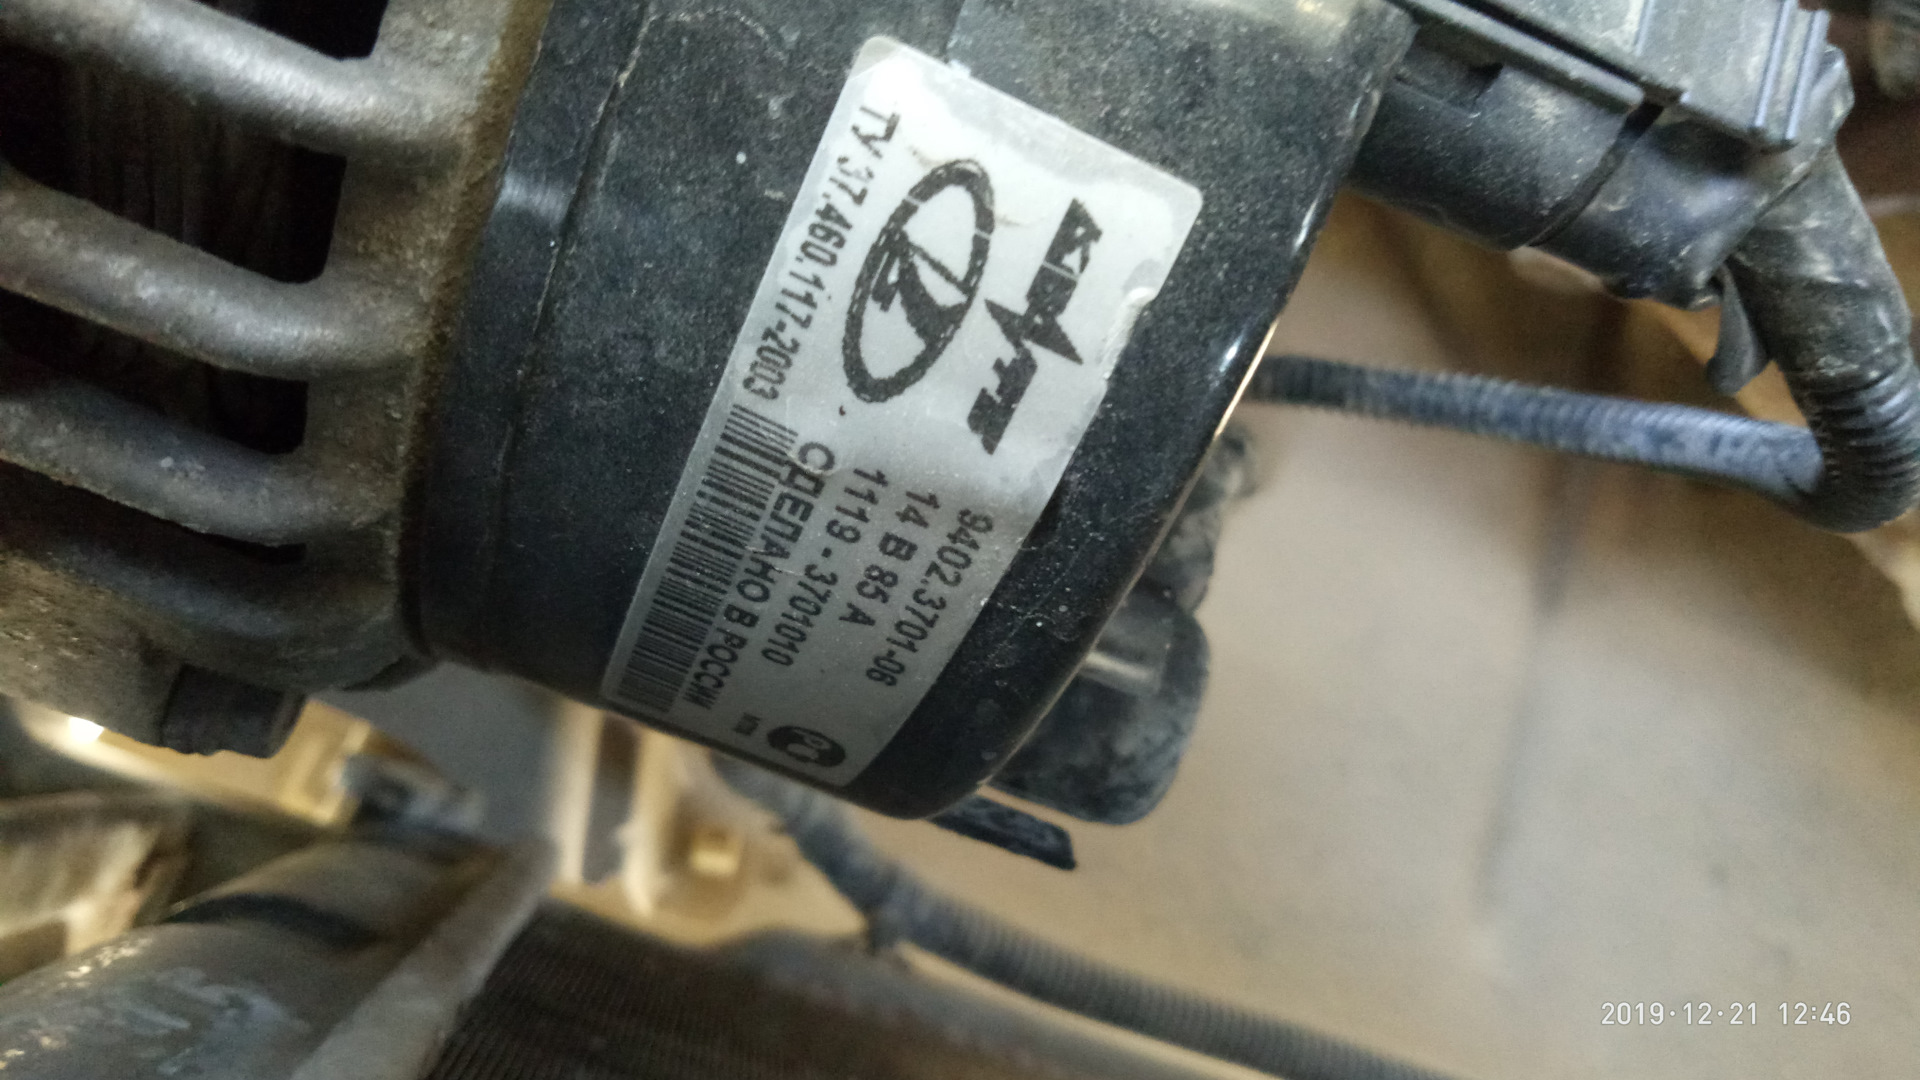 ТУ 37.460.117-2003
9402.3701-06
14 В 85 А
1119-3701010
СДЕЛАНО В РОССИИ
2019·12·21 12:46